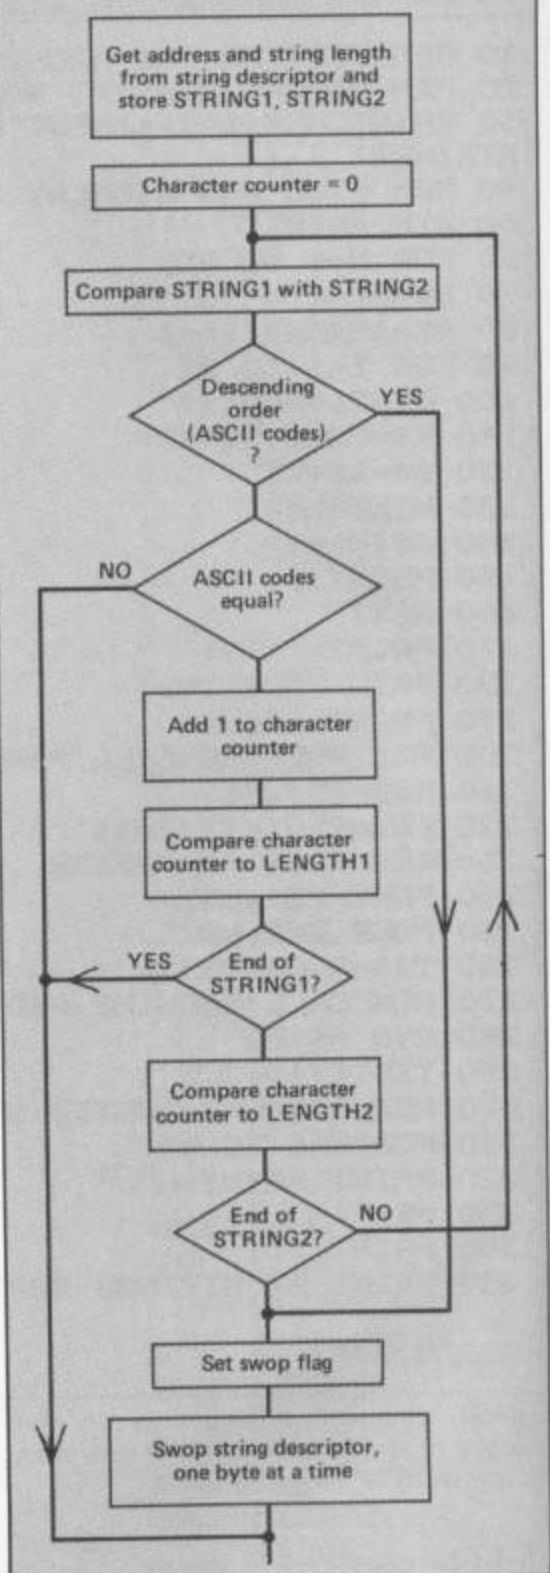 Get address and string length
from string descriptor and
store STRING1, STRING2
Character counter = 0
Compare STRING1 with STRING2
Descending
order
(ASCII codes)
?
YES
ASCII codes
equal?
NO
Add 1 to character
counter
Compare character
counter to LENGTH1
End of
STRING1?
YES
Compare character
counter to LENGTH2
End of
STRING2?
NO
Set swop flag
Swop string descriptor,
one byte at a time